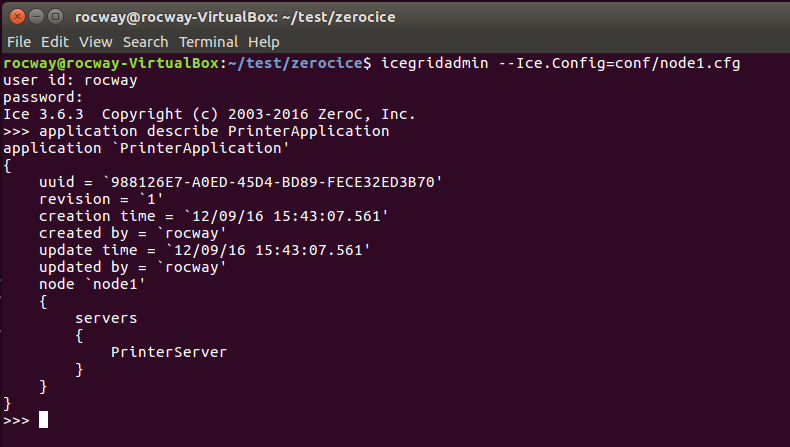 rocway@rocway-VirtualBox: ~/test/zerocice
File Edit View Search Terminal Help
rocway@rocway-VirtualBox:~/test/zerocice$ icegridadmin --Ice.Config=conf/node1.cfg
user id: rocway
password:
Ice 3.6.3  Copyright (c) 2003-2016 ZeroC, Inc.
>>> application describe PrinterApplication
application `PrinterApplication'
{
    uuid = `988126E7-A0ED-45D4-BD89-FECE32ED3B70'
    revision = `1'
    creation time = `12/09/16 15:43:07.561'
    created by = `rocway'
    update time = `12/09/16 15:43:07.561'
    updated by = `rocway'
    node `node1'
    {
        servers
        {
            PrinterServer
        }
    }
}
>>>